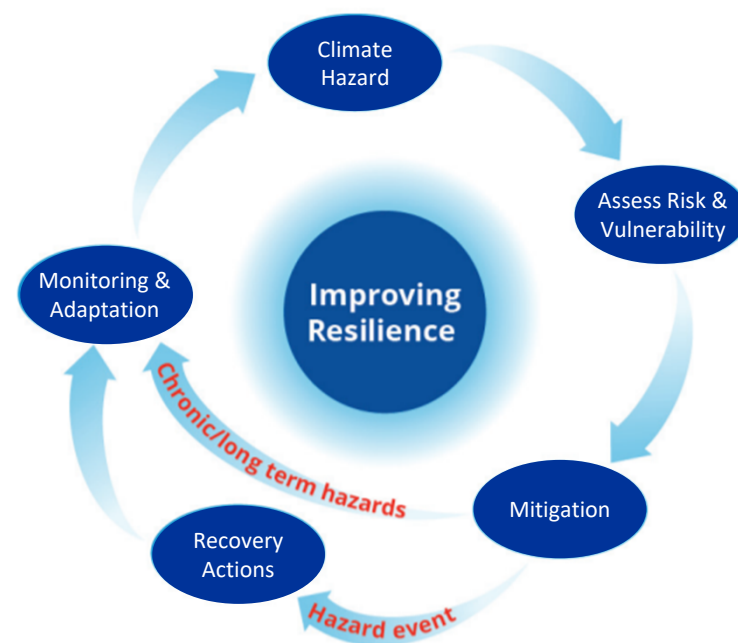 Climate
Hazard
Assess Risk &
Vulnerability
Monitoring &
Adaptation
Improving
Resilience
Chronic/long term hazards
Mitigation
Recovery
Actions
Hazard event